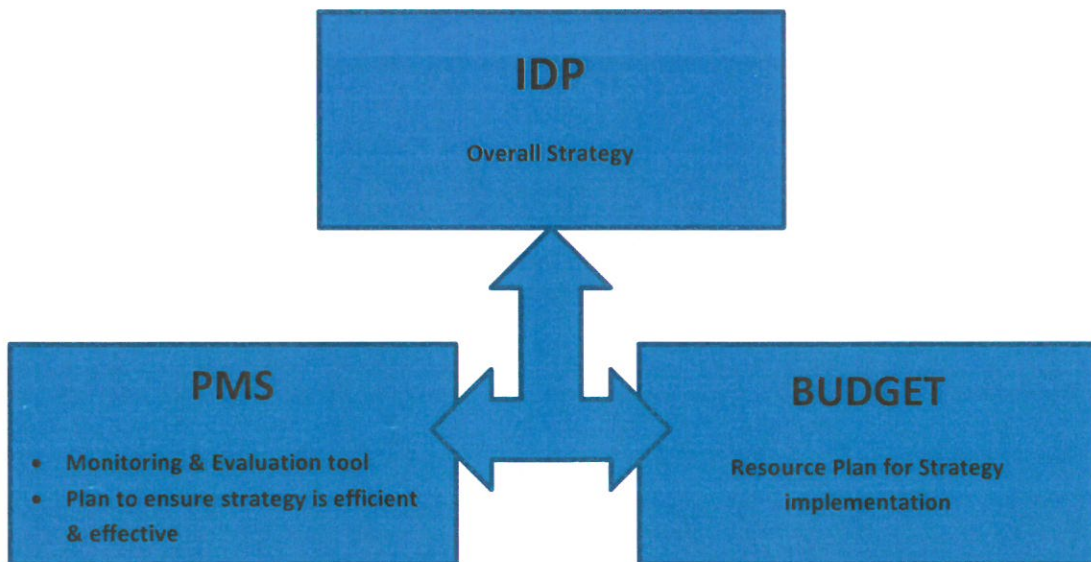 IDP
Overall Strategy
PMS
• Monitoring & Evaluation tool
• Plan to ensure strategy is efficient
& effective
BUDGET
Resource Plan for Strategy
implementation